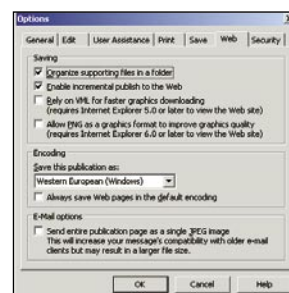 Options
General Edit User Assistance Print Save Web Security
Saving
Organize supporting files in a folder
Enable incremental publish to the Web
Rely on VML for faster graphics downloading
(requires Internet Explorer 5.0 or later to view the Web site)
Allow PNG as a graphics format to improve graphics quality
(requires Internet Explorer 6.0 or later to view the Web site)
Encoding
Save this publication as:
Western European (Windows)
Always save Web pages in the default encoding
E-Mail options
Send entire publication page as a single JPEG image
This will increase your message's compatibility with older e-mail
clients but may result in a larger file size.
OK Cancel Help